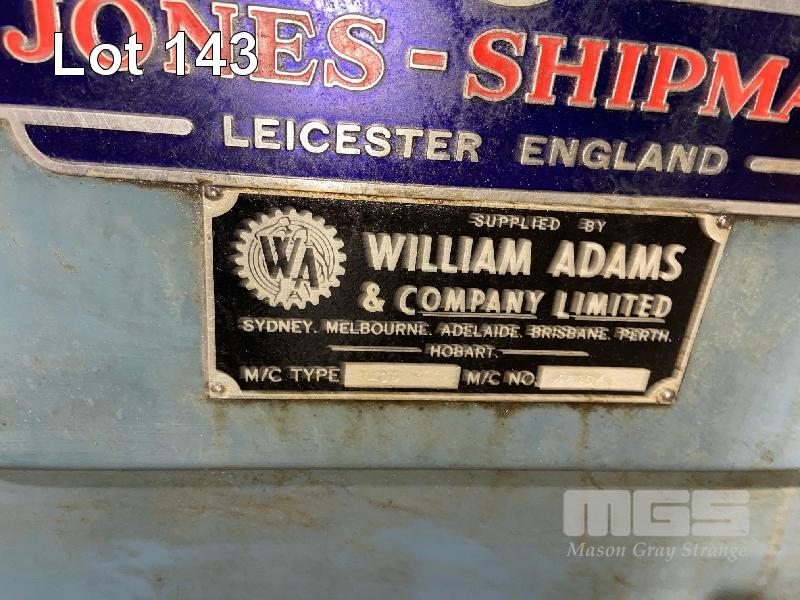 Lot 143
JONES-SHIPMA
LEICESTER ENGLAND
SUPPLIED BY
WA
WILLIAM ADAMS
& COMPANY LIMITED
SYDNEY. MELBOURNE. ADELAIDE. BRISBANE. PERTH.
HOBART.
M/C TYPE M/C NO.
MGS
Mason Gray Strange